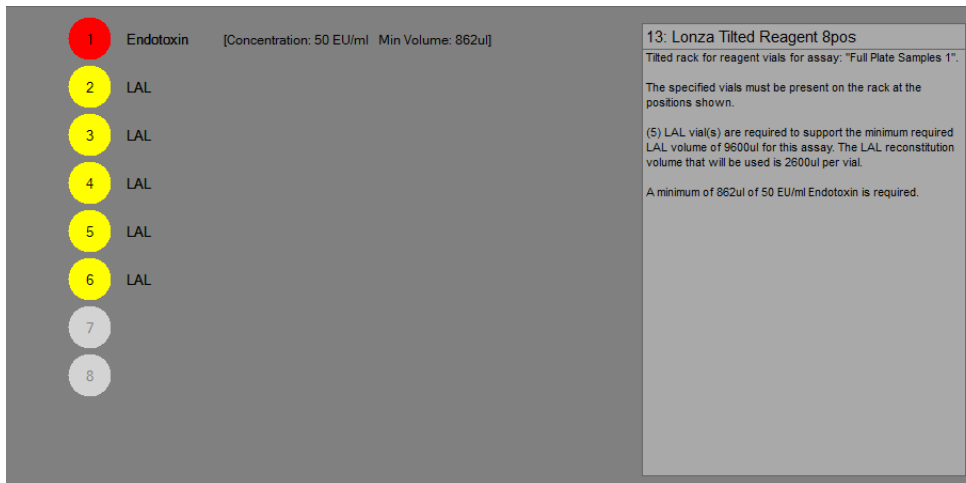 1 Endotoxin [Concentration: 50 EU/ml Min Volume: 862ul]
2 LAL
3 LAL
4 LAL
5 LAL
6 LAL
7
8
13: Lonza Tilted Reagent 8pos
Tilted rack for reagent vials for assay: "Full Plate Samples 1".
The specified vials must be present on the rack at the
positions shown.
(5) LAL vial(s) are required to support the minimum required
LAL volume of 9600ul for this assay. The LAL reconstitution
volume that will be used is 2600ul per vial.
A minimum of 862ul of 50 EU/ml Endotoxin is required.